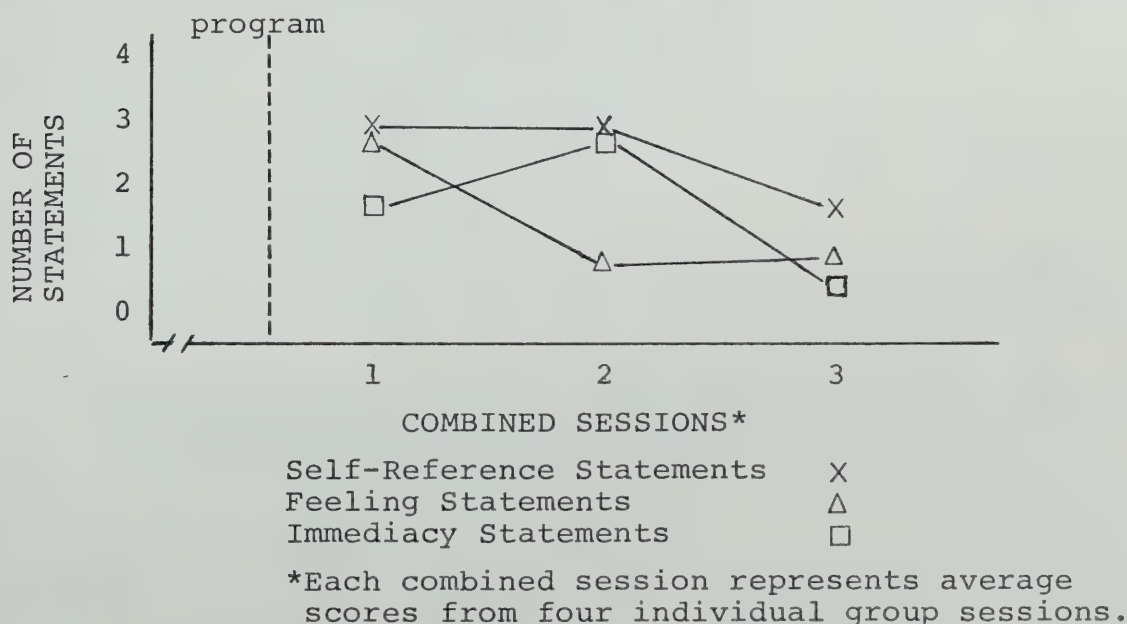 program
4
3
2
1
0
NUMBER OF
STATEMENTS
1 2 3
COMBINED SESSIONS*
Self-Reference Statements X
Feeling Statements △
Immediacy Statements □
*Each combined session represents average
scores from four individual group sessions.